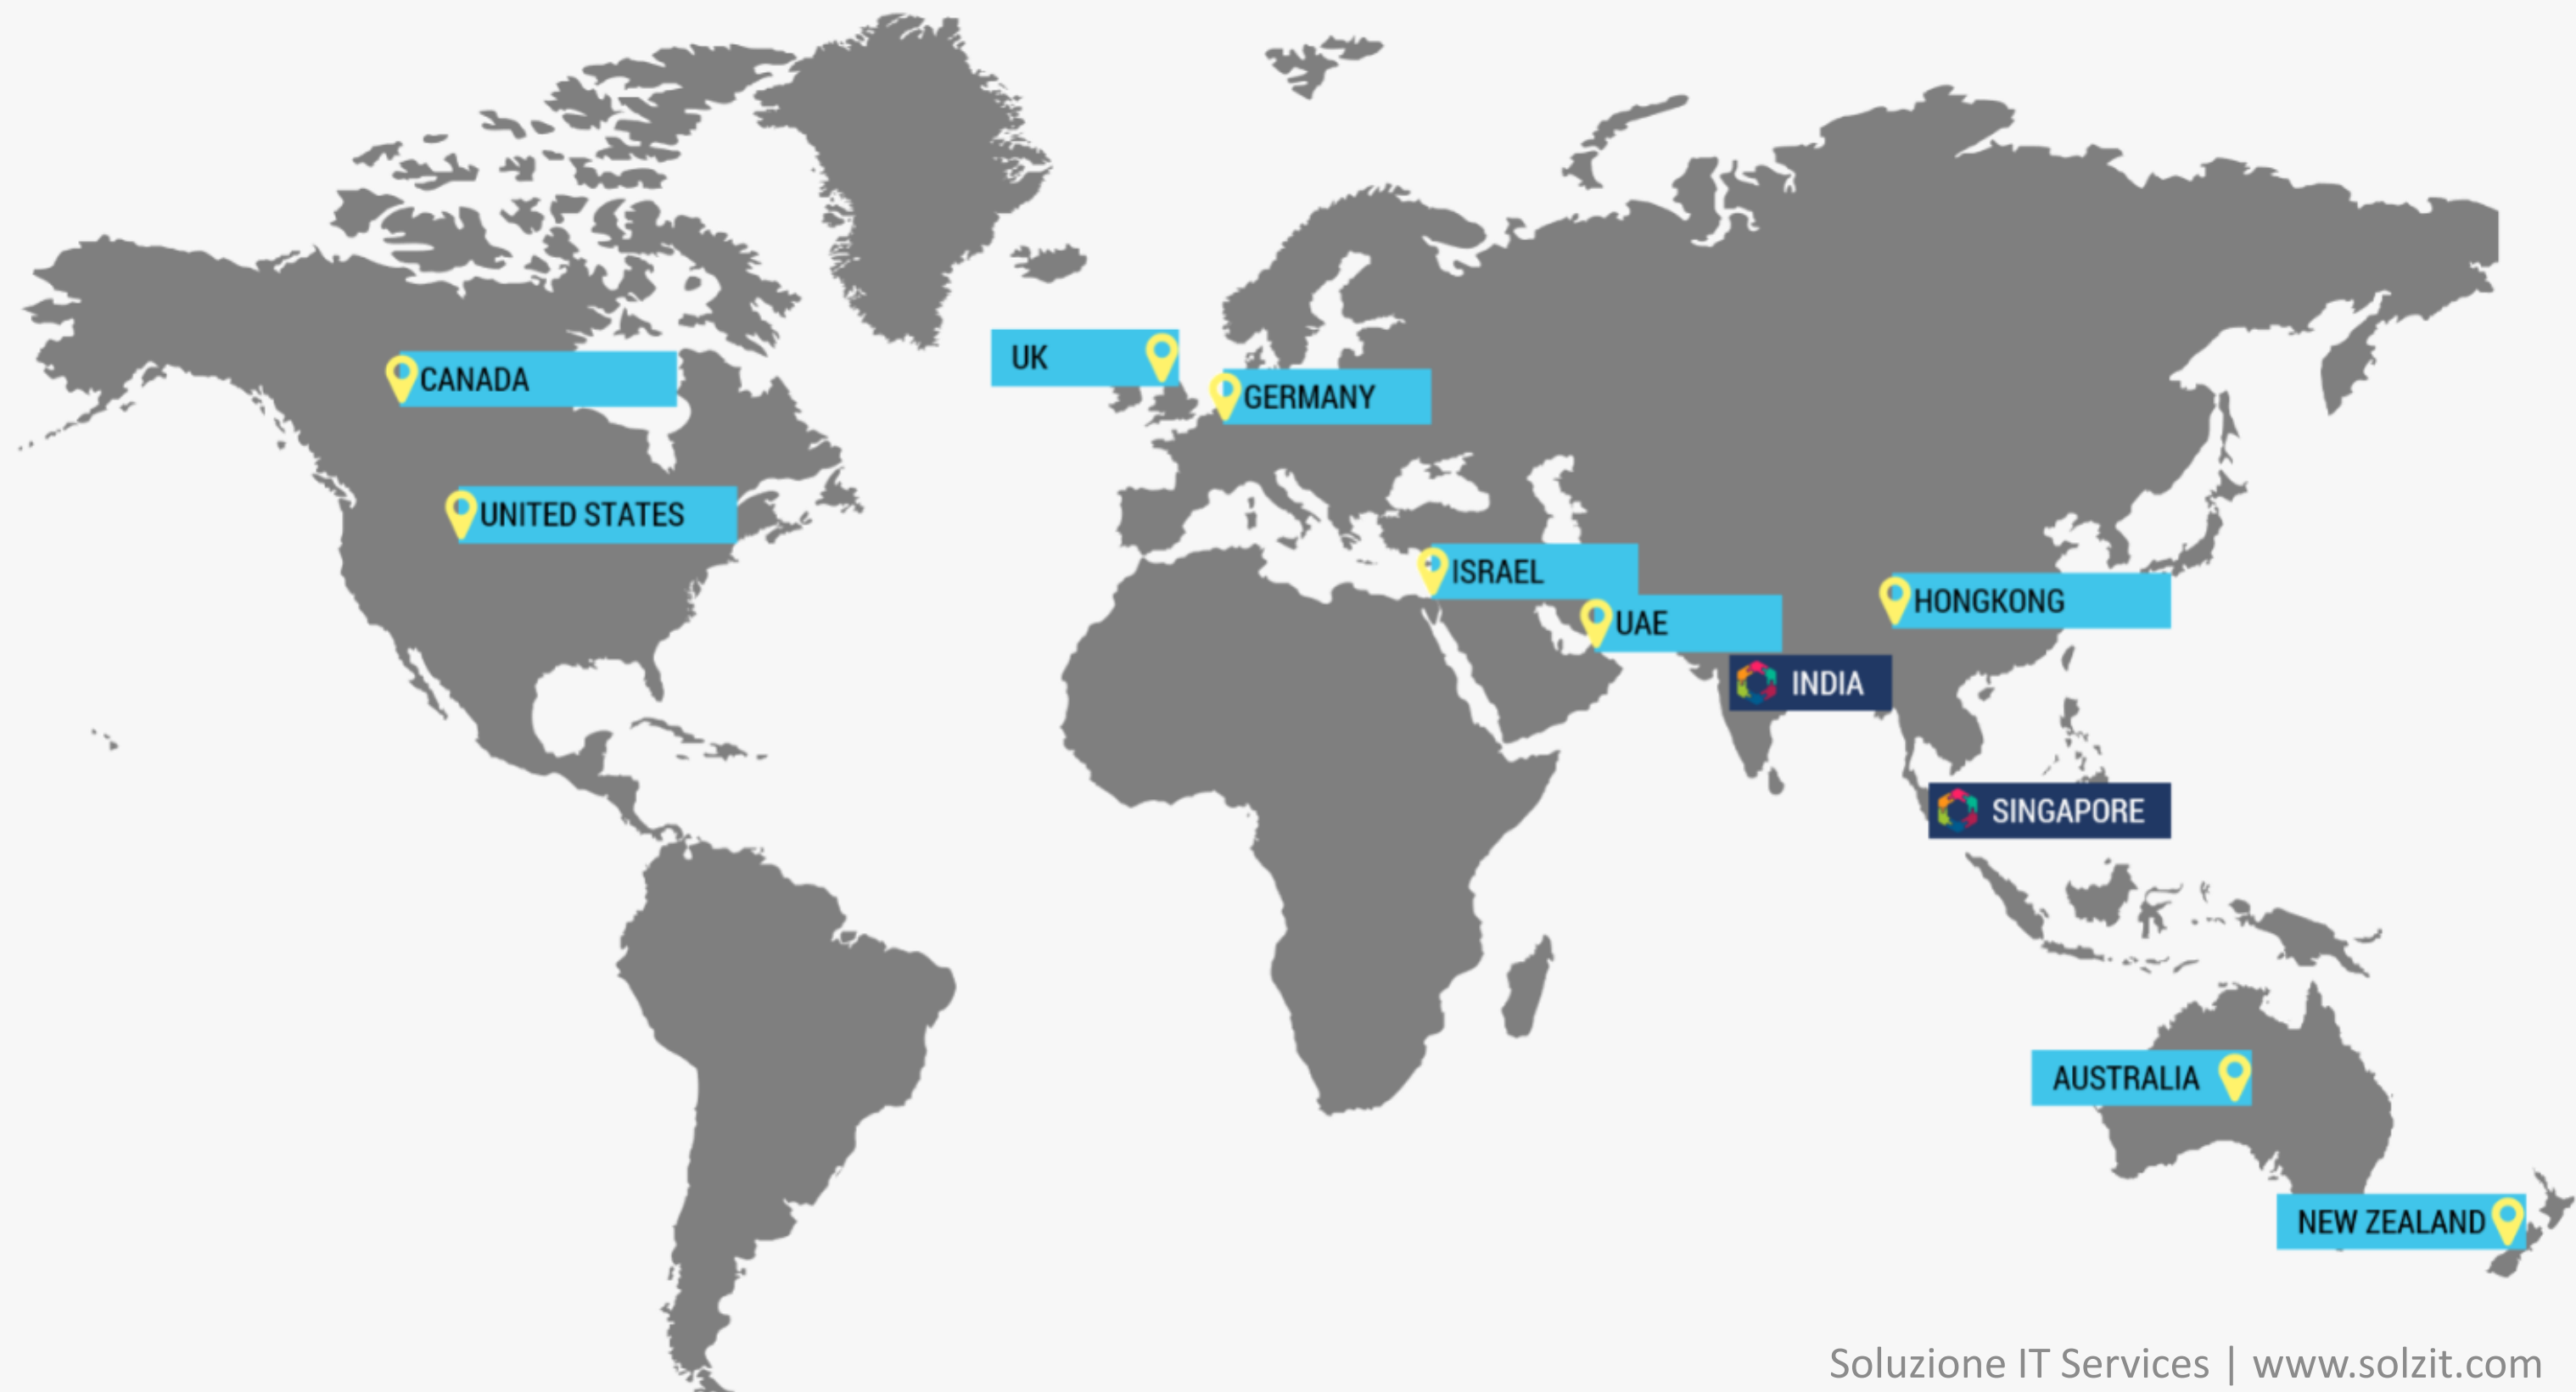 UK
CANADA
GERMANY
UNITED STATES
ISRAEL
HONGKONG
UAE
INDIA
SINGAPORE
AUSTRALIA
NEW ZEALAND
Soluzione IT Services | www.solzit.com